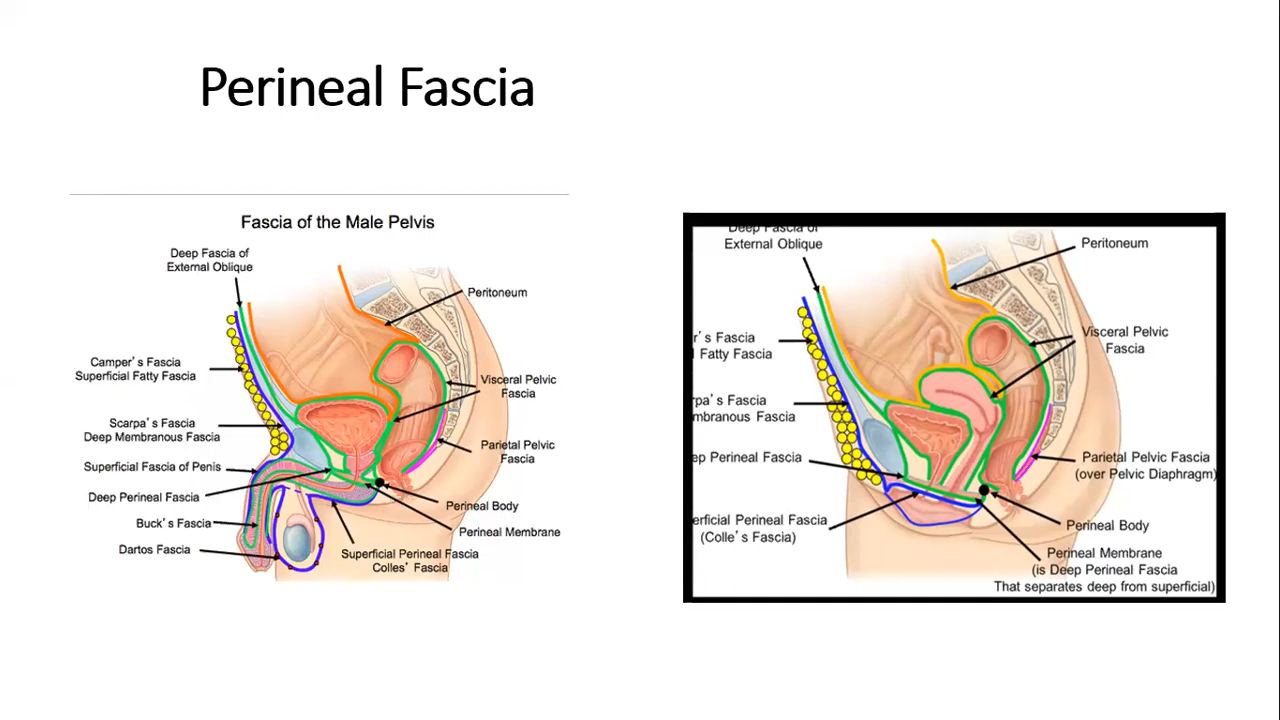 Perineal Fascia
Fascia of the Male Pelvis
Deep Fascia of
External Oblique
Peritoneum
Camper's Fascia
Superficial Fatty Fascia
Visceral Pelvic
Fascia
Scarpa's Fascia
Deep Membranous Fascia
Parietal Pelvic
Fascia
Superficial Fascia of Penis
Deep Perineal Fascia
Perineal Body
Buck's Fascia
Perineal Membrane
Dartos Fascia
Superficial Perineal Fascia
Colles' Fascia
Deep Fascia of
External Oblique
Peritoneum
r's Fascia
Fatty Fascia
Visceral Pelvic
Fascia
rpa's Fascia
mbranous Fascia
ep Perineal Fascia
Parietal Pelvic Fascia
(over Pelvic Diaphragm)
erficial Perineal Fascia
(Colle's Fascia)
Perineal Body
Perineal Membrane
(is Deep Perineal Fascia
That separates deep from superficial)